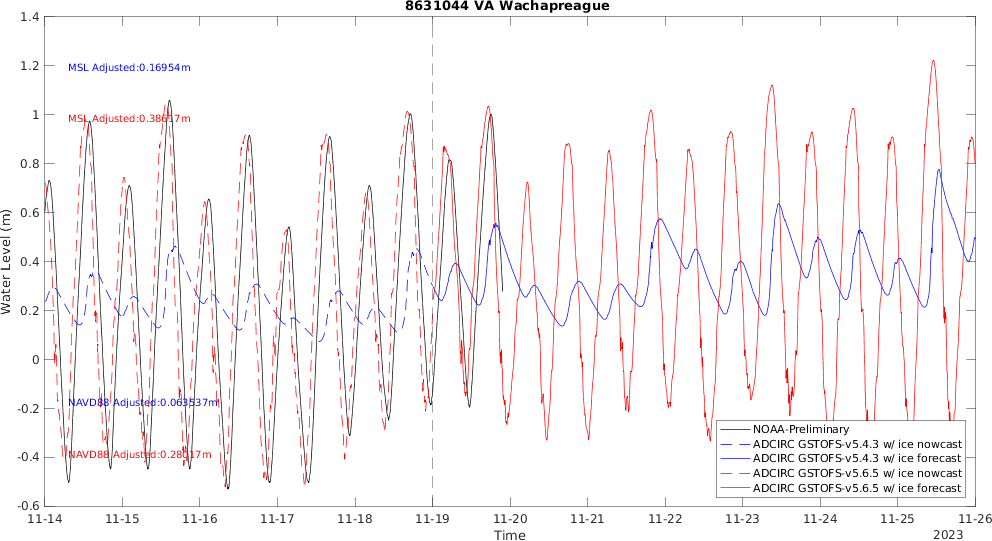 8631044 VA Wachapreague
1.4
1.2
1
0.8
0.6
0.4
0.2
0
-0.2
-0.4
-0.6
Water Level (m)
MSL Adjusted:0.16954m
MSL Adjusted:0.38617m
NAVD88 Adjusted:0.063537m
NAVD88 Adjusted:0.28017m
NOAA-Preliminary
ADCIRC GSTOFS-v5.4.3 w/ ice nowcast
ADCIRC GSTOFS-v5.4.3 w/ ice forecast
ADCIRC GSTOFS-v5.6.5 w/ ice nowcast
ADCIRC GSTOFS-v5.6.5 w/ ice forecast
11-14 11-15 11-16 11-17 11-18 11-19 11-20 11-21 11-22 11-23 11-24 11-25 11-26
Time
2023